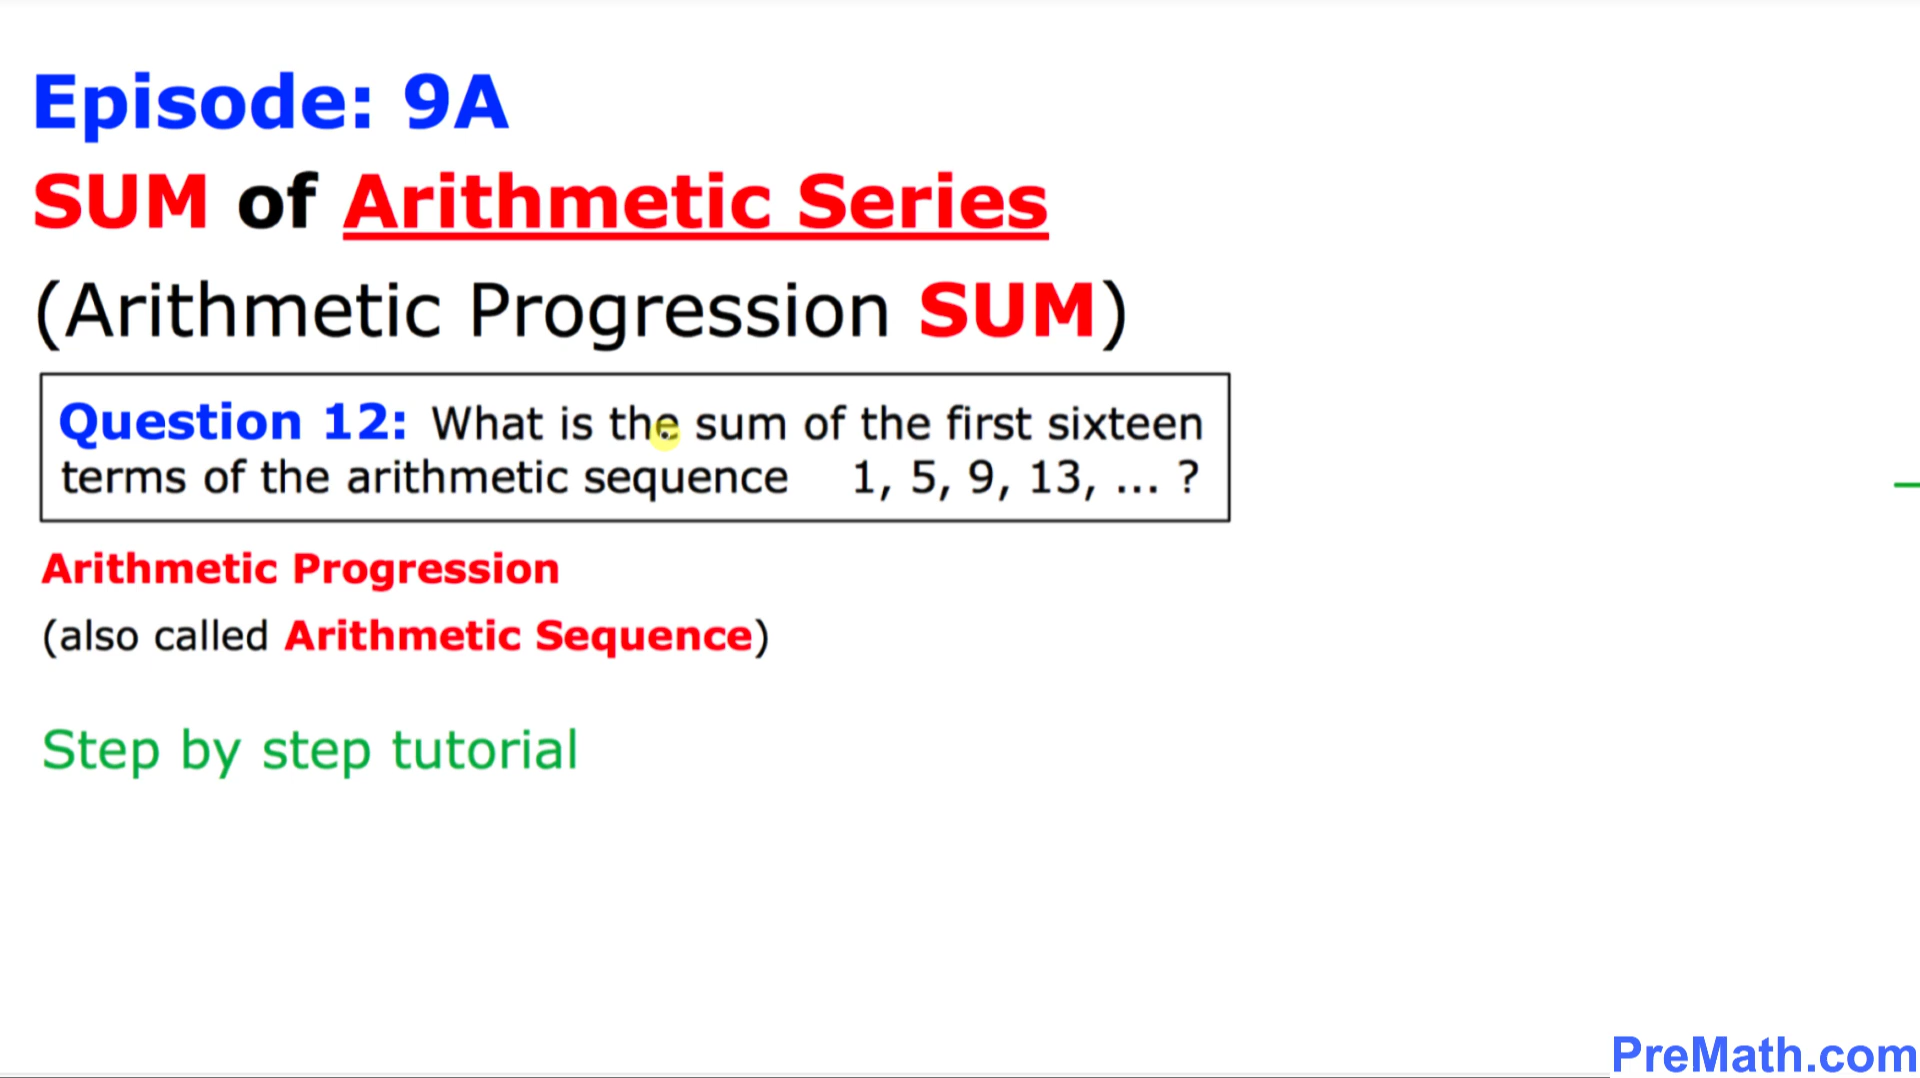 Episode: 9A
SUM of Arithmetic Series
(Arithmetic Progression SUM)
Question 12: What is the sum of the first sixteen
terms of the arithmetic sequence 1, 5, 9, 13, ... ?
Arithmetic Progression
(also called Arithmetic Sequence)
Step by step tutorial
PreMath.com